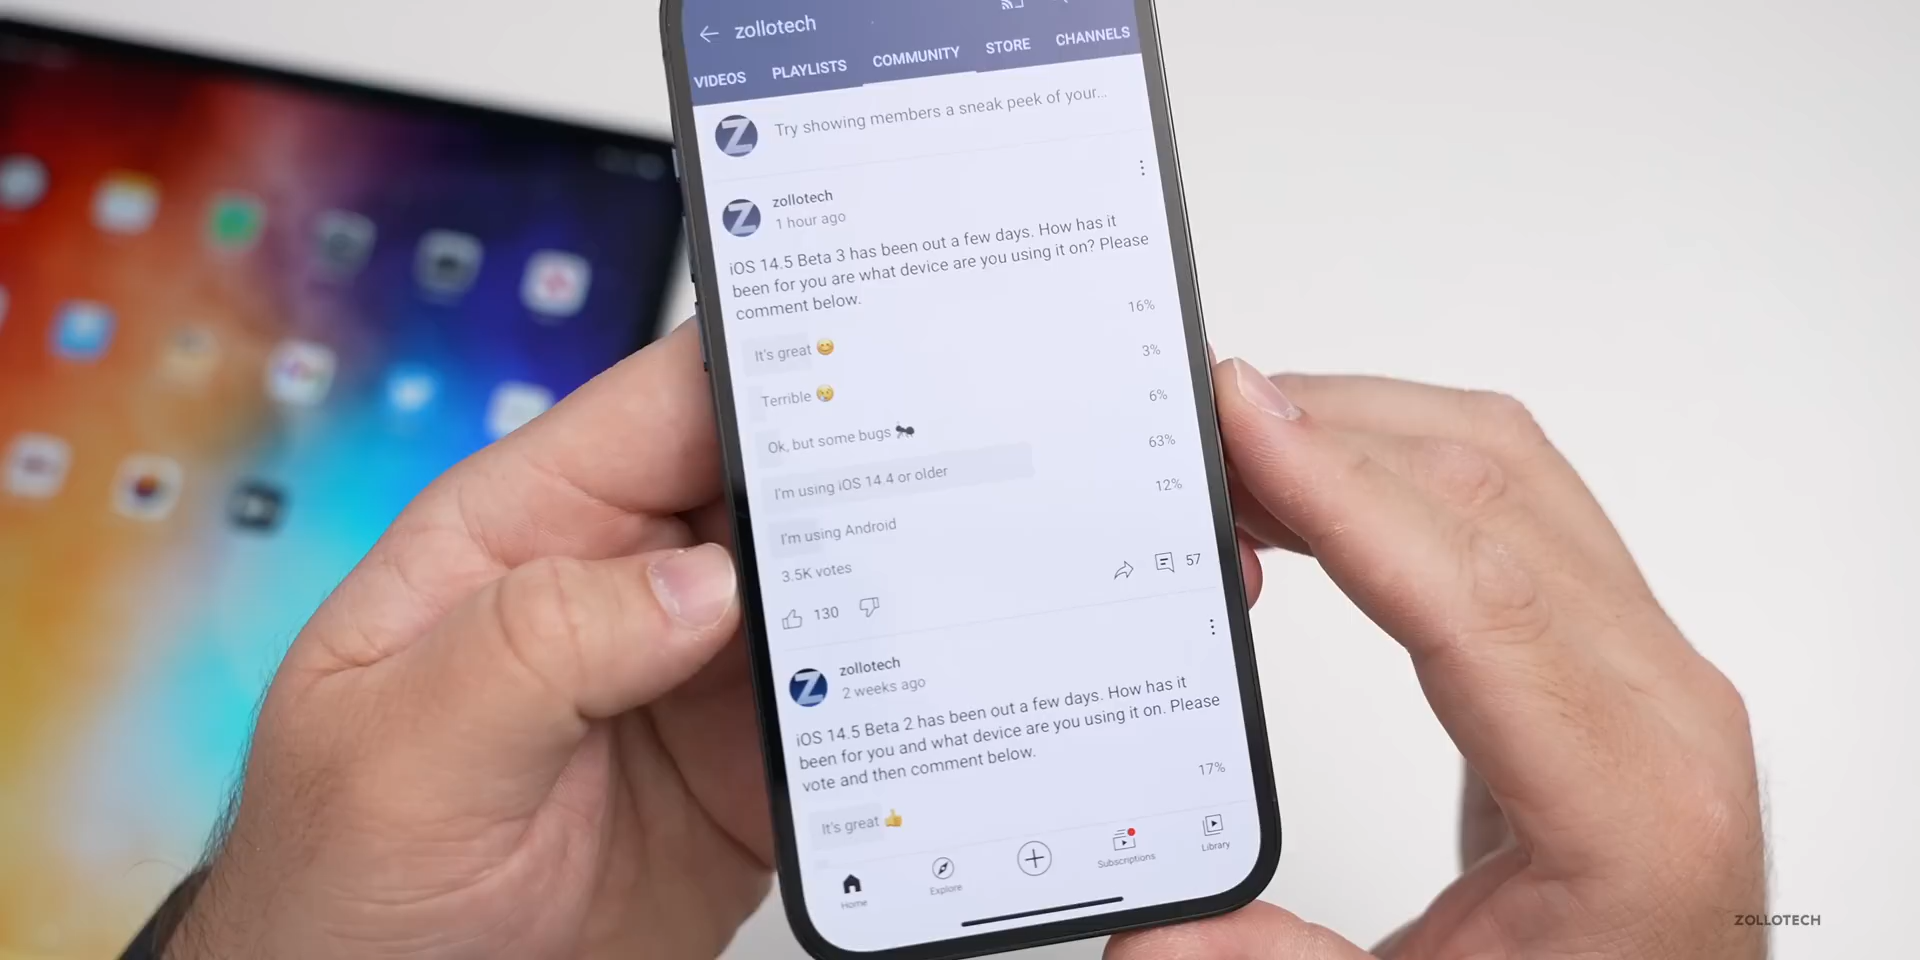 zollotech
VIDEOS PLAYLISTS COMMUNITY STORE CHANNELS
Z Try showing members a sneak peek of your...
Z zollotech
1 hour ago
iOS 14.5 Beta 3 has been out a few days. How has it
been for you are what device are you using it on? Please
comment below.
It's great 😊 16%
Terrible 😢 3%
Ok, but some bugs 🐜 6%
I'm using iOS 14.4 or older 63%
I'm using Android 12%
3.5K votes
130 57
Z zollotech
2 weeks ago
iOS 14.5 Beta 2 has been out a few days. How has it
been for you and what device are you using it on. Please
vote and then comment below.
It's great 👍 17%
Home Explore Subscriptions Library
ZOLLOTECH